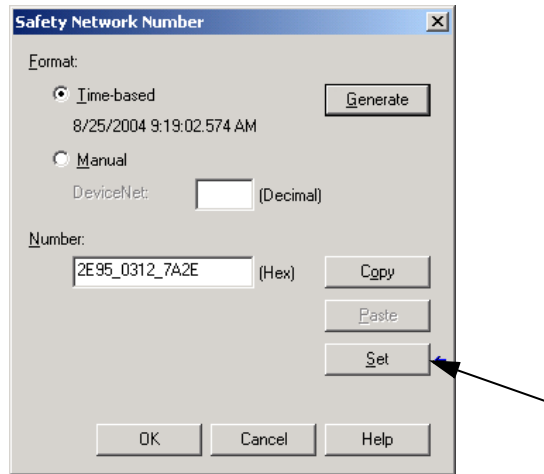 Safety Network Number
Format:
Time-based
Generate
8/25/2004 9:19:02.574 AM
Manual
DeviceNet:
(Decimal)
Number:
2E95_0312_7A2E
(Hex)
Copy
Paste
Set
OK
Cancel
Help